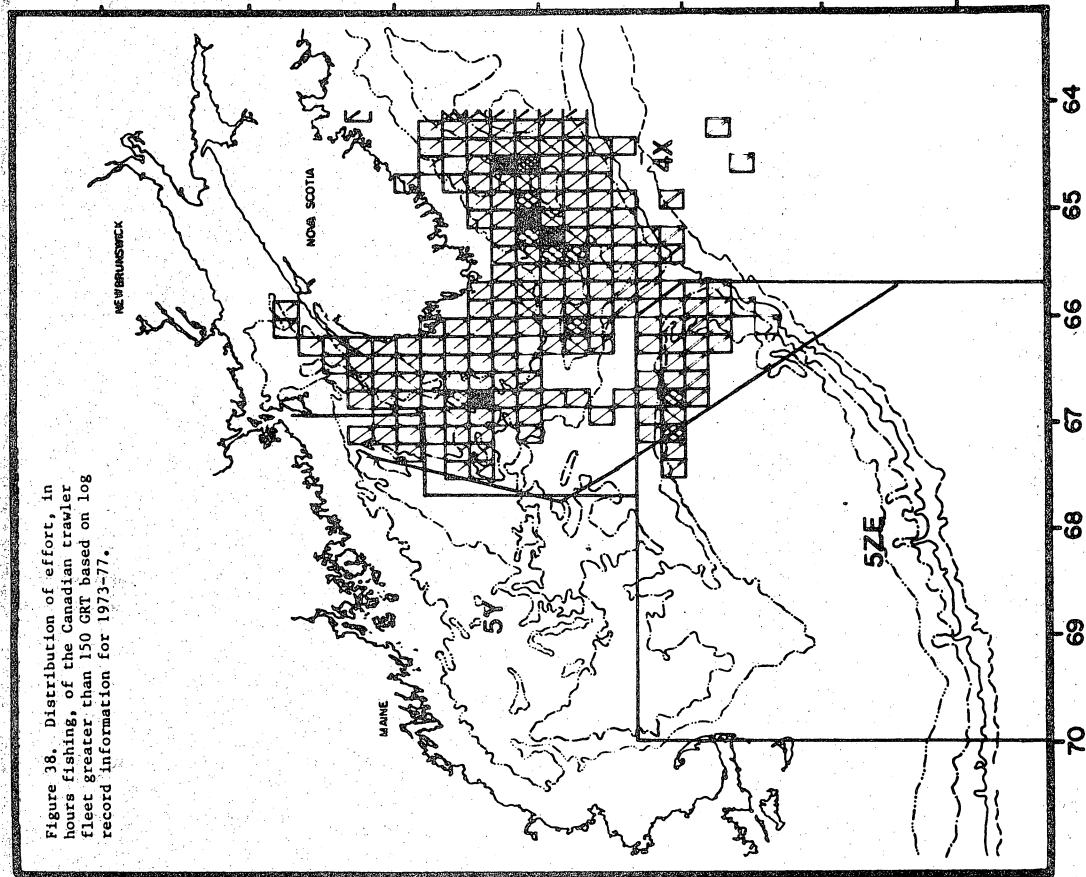 Figure 38. Distribution of effort, in
hours fishing, of the Canadian trawler
fleet greater than 150 GRT based on log
record information for 1973-77.
NEW BRUNSWICK
NOVA SCOTIA
MAINE
5Y
4X
5ZE
70
69
68
67
66
65
64